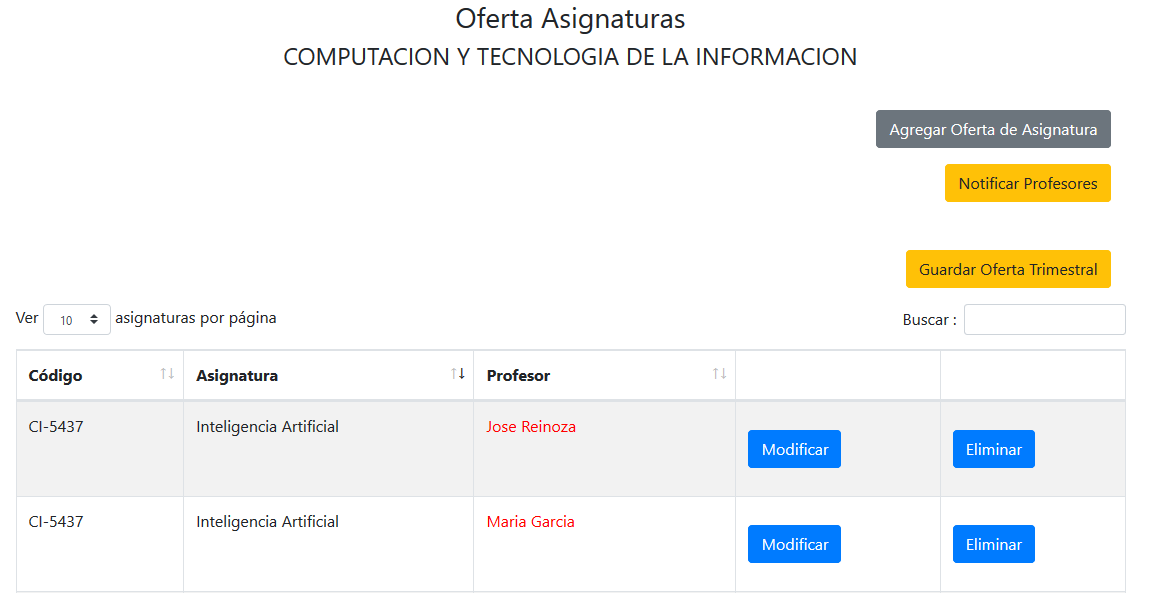 Oferta Asignaturas
COMPUTACION Y TECNOLOGIA DE LA INFORMACION
Agregar Oferta de Asignatura
Notificar Profesores
Guardar Oferta Trimestral
Ver 10 asignaturas por página Buscar :
Código Asignatura Profesor
CI-5437 Inteligencia Artificial Jose Reinoza Modificar Eliminar
CI-5437 Inteligencia Artificial Maria Garcia Modificar Eliminar